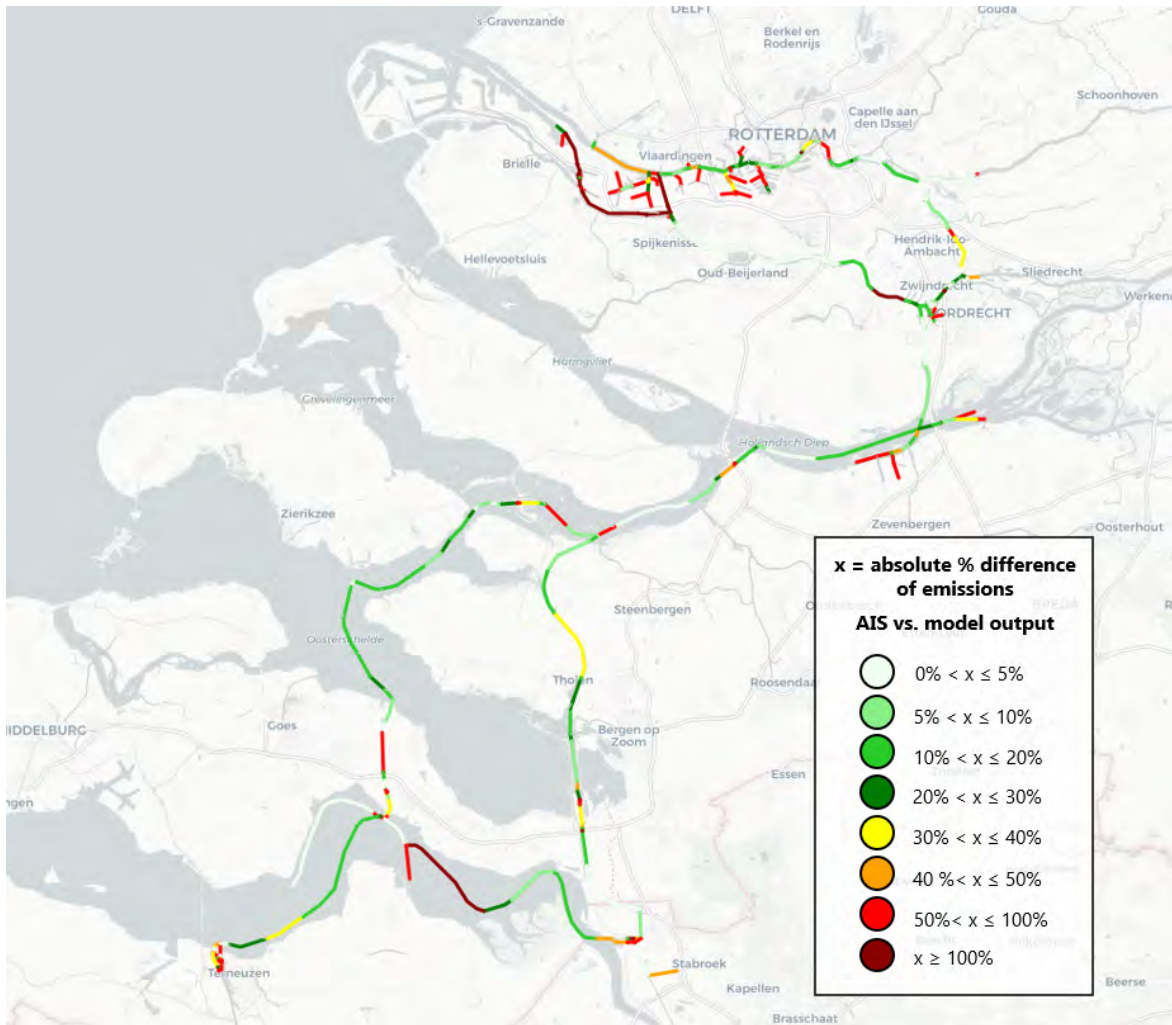 DELFT
Gouda
s-Gravenzande
Berkel en
Rodenrijs
Schoonhoven
Capelle aan
den IJssel
ROTTERDAM
Vlaardingen
Brielle
Spijkenisse
Hendrik-Ido-
Ambacht
Hellevoetsluis
Oud-Beijerland
Sliedrecht
Zwijndrecht
Werken
ORDRECHT
Haringvliet
Grevelingenmeer
Hollandsch Diep
Zierikzee
Zevenbergen
Oosterhout
x = absolute % difference
of emissions
Steenbergen
BREDA
AIS vs. model output
Oosterschelde
0% < x ≤ 5%
Tholen
Roosendaal
5% < x ≤ 10%
Goes
MIDDELBURG
Bergen op
Zoom
10% < x ≤ 20%
Essen
20% < x ≤ 30%
ngen
30% < x ≤ 40%
40 %< x ≤ 50%
50%< x ≤ 100%
x ≥ 100%
Terneuzen
Stabroek
Kapellen
Beerse
Brasschaat